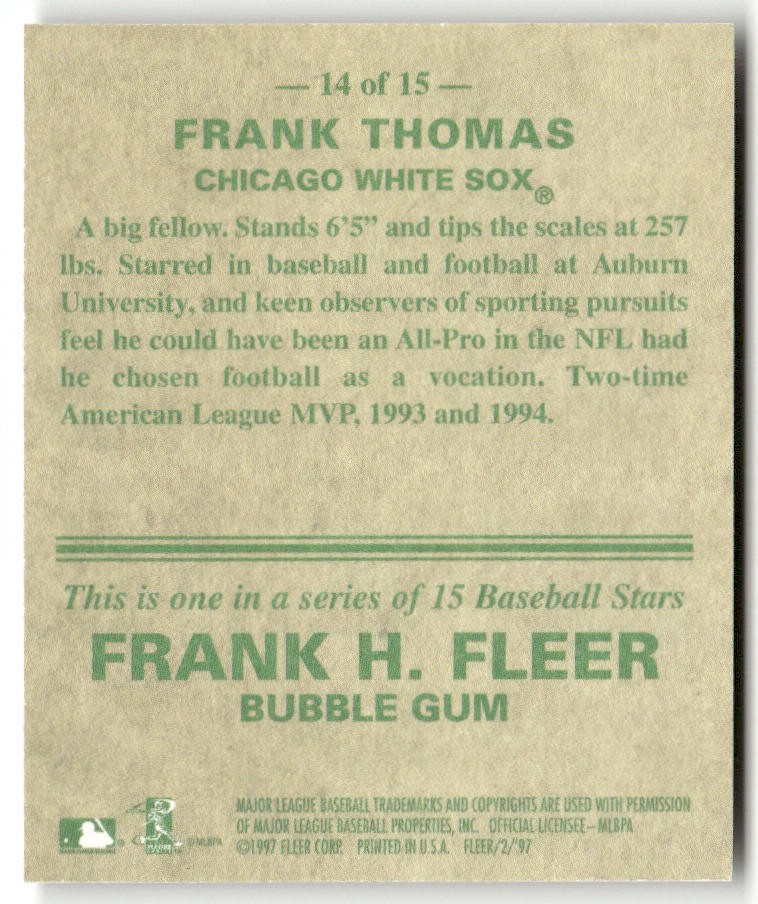 — 14 of 15 —
FRANK THOMAS
CHICAGO WHITE SOX®
A big fellow. Stands 6'5” and tips the scales at 257
lbs. Starred in baseball and football at Auburn
University, and keen observers of sporting pursuits
feel he could have been an All-Pro in the NFL had
he chosen football as a vocation. Two-time
American League MVP, 1993 and 1994.
This is one in a series of 15 Baseball Stars
FRANK H. FLEER
BUBBLE GUM
MAJOR LEAGUE BASEBALL TRADEMARKS AND COPYRIGHTS ARE USED WITH PERMISSION
OF MAJOR LEAGUE BASEBALL PROPERTIES, INC. OFFICIAL LICENSEE–MLBPA
© MLBPA
©1997 FLEER CORP. PRINTED IN U.S.A. FLEER/2/'97